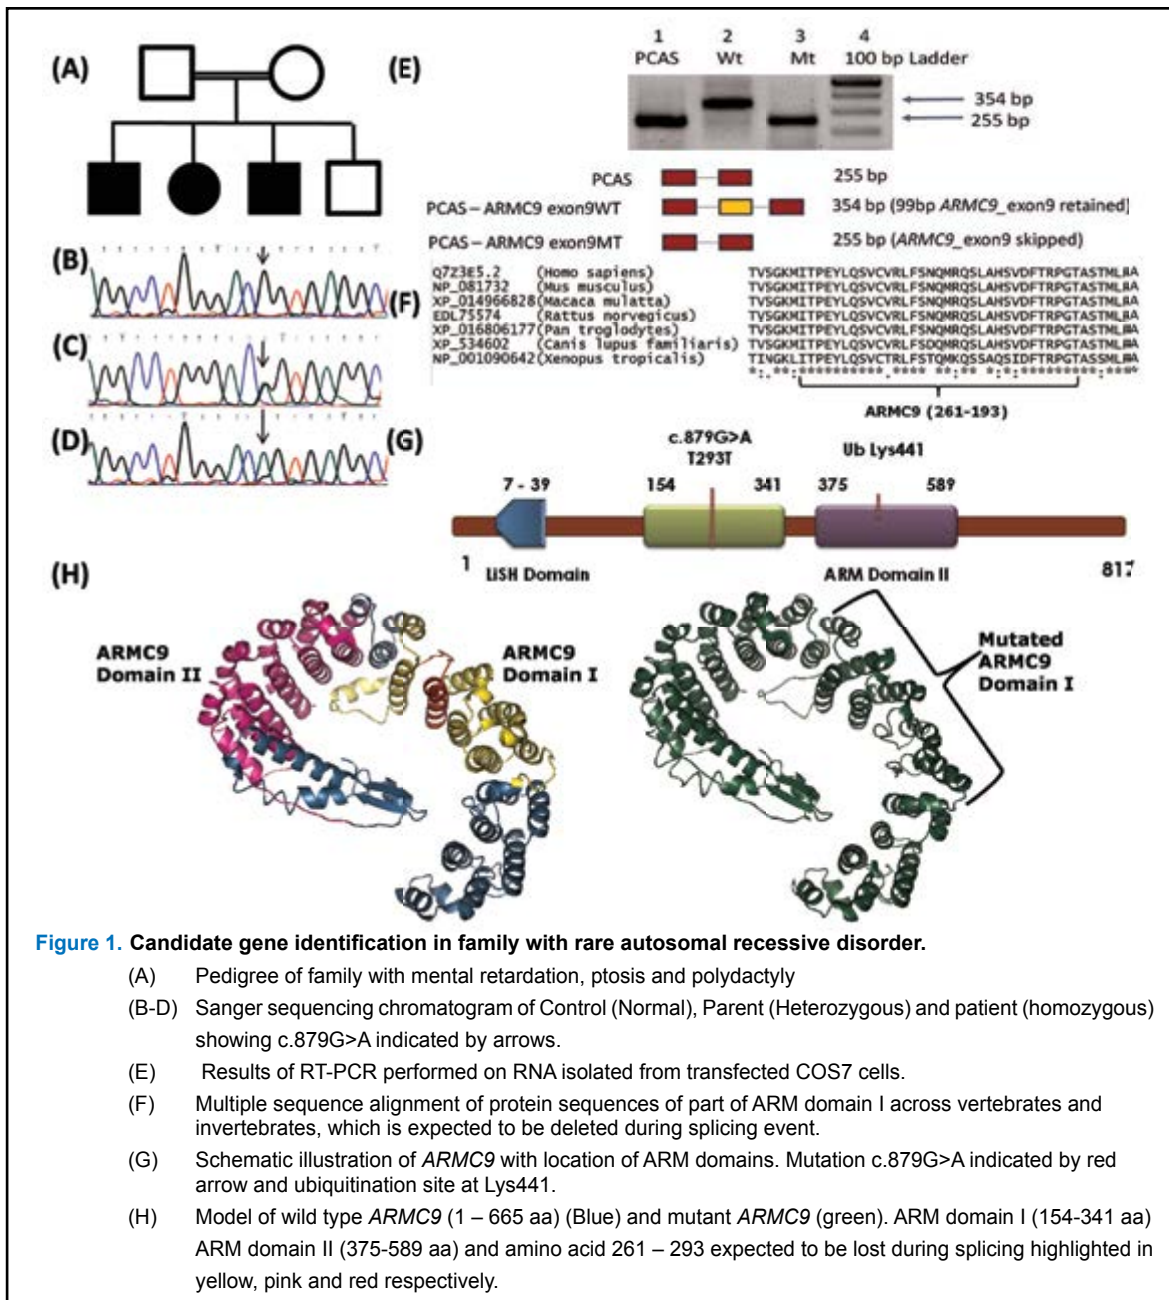 (A)
(E)
1 2 3 4
PCAS Wt Mt 100 bp Ladder
354 bp
255 bp
PCAS 255 bp
PCAS – ARMC9 exon9WT 354 bp (99bp ARMC9_exon9 retained)
PCAS – ARMC9 exon9MT 255 bp (ARMC9_exon9 skipped)
(B)
(C)
(D)
(F)
Q7Z3E5.2 (Homo sapiens) TVSGKMITPEYLQSVCVRLFSNQMRQSLAHSVDFTRPGTASTML
NP_081732 (Mus musculus) TVSGKMITPEYLQSVCVRLFSNQMRQSLAHSVDFTRPGTASTML
XP_014966828(Macaca mulatta) TVSGKMITPEYLQSVCVRLFSNQMRQSLAHSVDFTRPGTASTML
EDL75574 (Rattus norvegicus) TVSGKMITPEYLQSVCVRLFSNQMRQSLAHSVDFTRPGTASTML
XP_016806177(Pan troglodytes) TVSGKMITPEYLQSVCVRLFSNQMRQSLAHSVDFTRPGTASTML
XP_534602 (Canis lupus familiaris) TVSGKMITPEYLQSVCVRLFSDQMRQSLAHSVDFTRPGTASTML
NP_001090642(Xenopus tropicalis) TINGKLITPEYLQSVCTRLFSTQMKQSSAQSIDFTRPGTASSML
ARMC9 (261-193)
(G)
c.879G>A
T293T
Ub Lys441
7 - 39 154 341 375 589
1 LiSH Domain ARM Domain II
(H)
ARMC9
Domain II
ARMC9
Domain I
Mutated
ARMC9
Domain I
Figure 1. Candidate gene identification in family with rare autosomal recessive disorder.
(A) Pedigree of family with mental retardation, ptosis and polydactyly
(B-D) Sanger sequencing chromatogram of Control (Normal), Parent (Heterozygous) and patient (homozygous)
showing c.879G>A indicated by arrows.
(E) Results of RT-PCR performed on RNA isolated from transfected COS7 cells.
(F) Multiple sequence alignment of protein sequences of part of ARM domain I across vertebrates and
invertebrates, which is expected to be deleted during splicing event.
(G) Schematic illustration of ARMC9 with location of ARM domains. Mutation c.879G>A indicated by red
arrow and ubiquitination site at Lys441.
(H) Model of wild type ARMC9 (1 – 665 aa) (Blue) and mutant ARMC9 (green). ARM domain I (154-341 aa)
ARM domain II (375-589 aa) and amino acid 261 – 293 expected to be lost during splicing highlighted in
yellow, pink and red respectively.